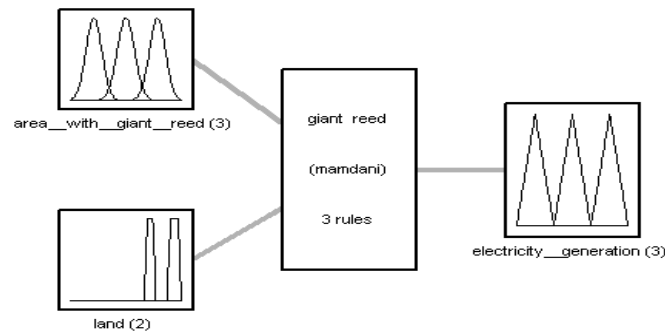 area__with__giant__reed (3)
giant reed
(mamdani)
3 rules
electricity__generation (3)
land (2)